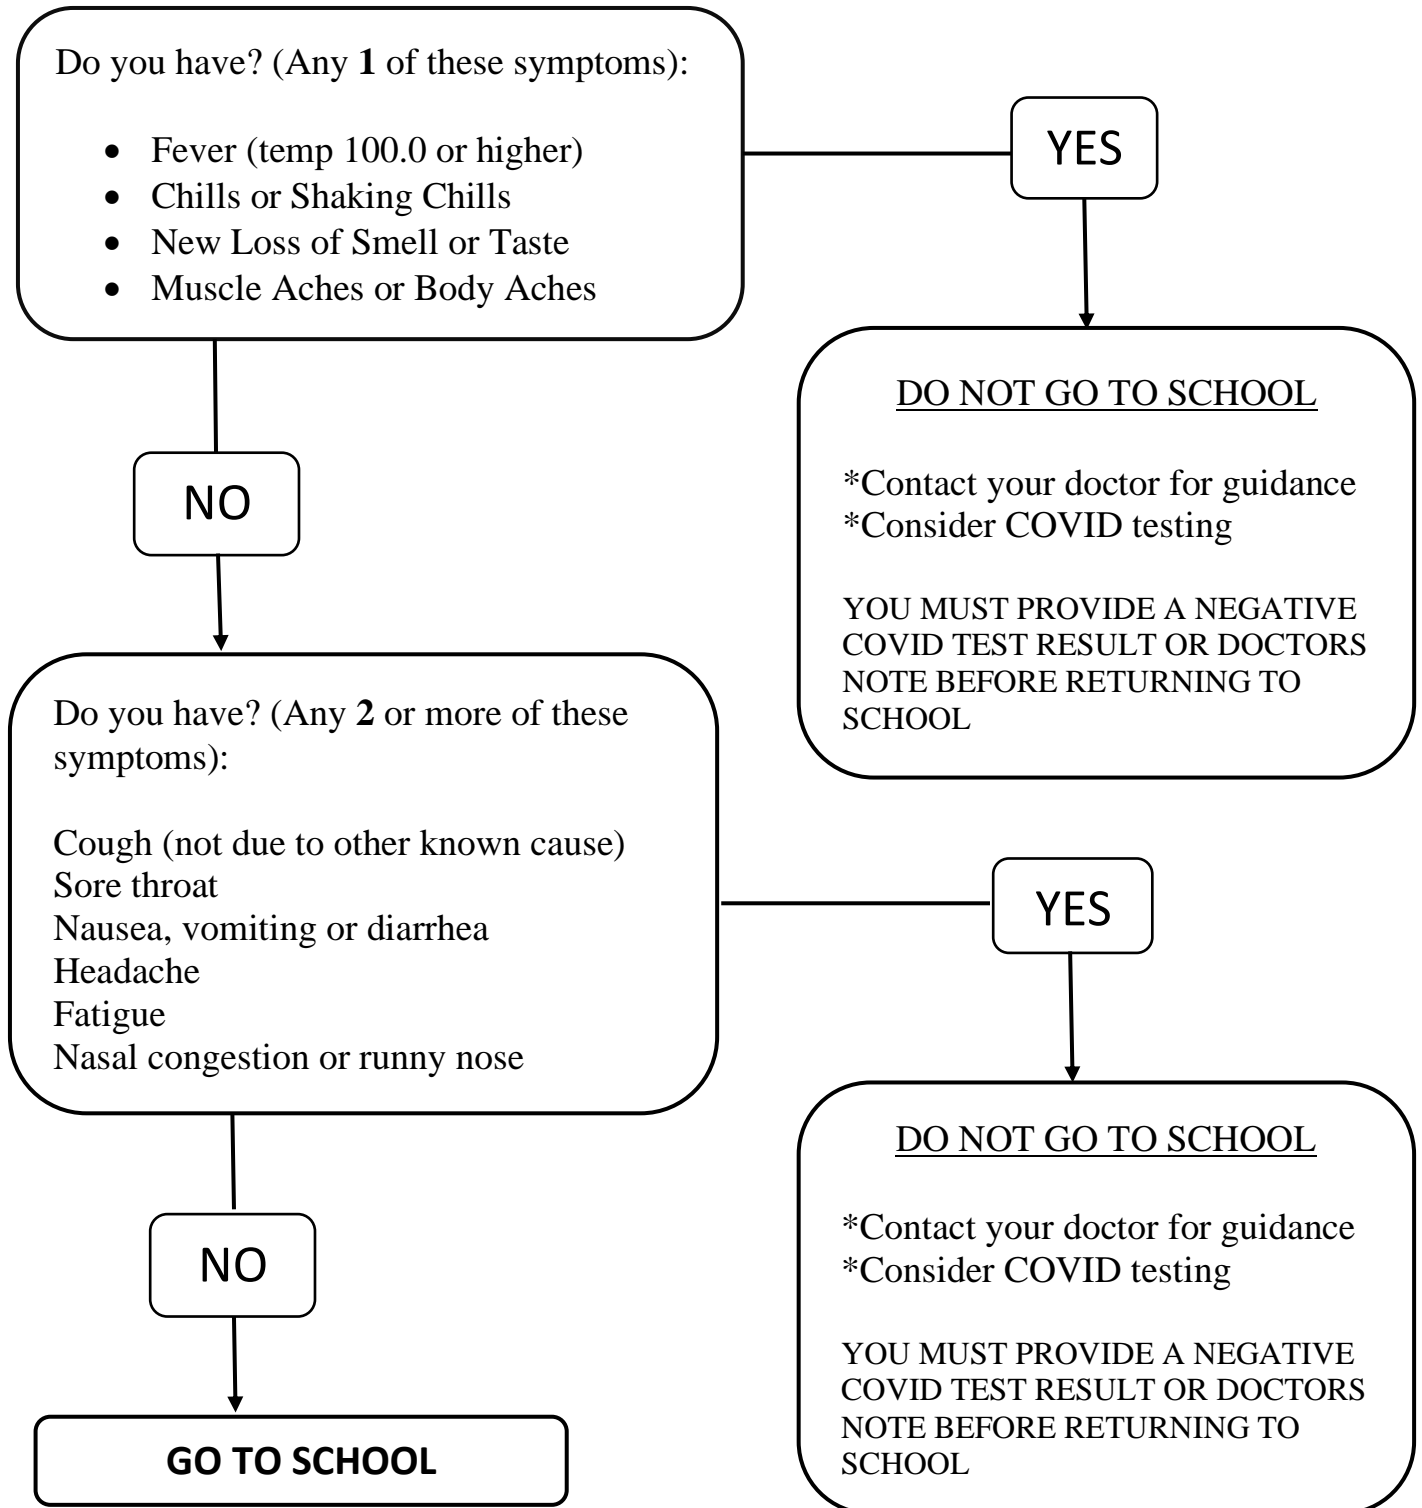 Do you have? (Any 1 of these symptoms):
• Fever (temp 100.0 or higher)
• Chills or Shaking Chills
• New Loss of Smell or Taste
• Muscle Aches or Body Aches
YES
DO NOT GO TO SCHOOL
*Contact your doctor for guidance
*Consider COVID testing
YOU MUST PROVIDE A NEGATIVE
COVID TEST RESULT OR DOCTORS
NOTE BEFORE RETURNING TO
SCHOOL
NO
Do you have? (Any 2 or more of these
symptoms):
Cough (not due to other known cause)
Sore throat
Nausea, vomiting or diarrhea
Headache
Fatigue
Nasal congestion or runny nose
YES
DO NOT GO TO SCHOOL
*Contact your doctor for guidance
*Consider COVID testing
YOU MUST PROVIDE A NEGATIVE
COVID TEST RESULT OR DOCTORS
NOTE BEFORE RETURNING TO
SCHOOL
NO
GO TO SCHOOL